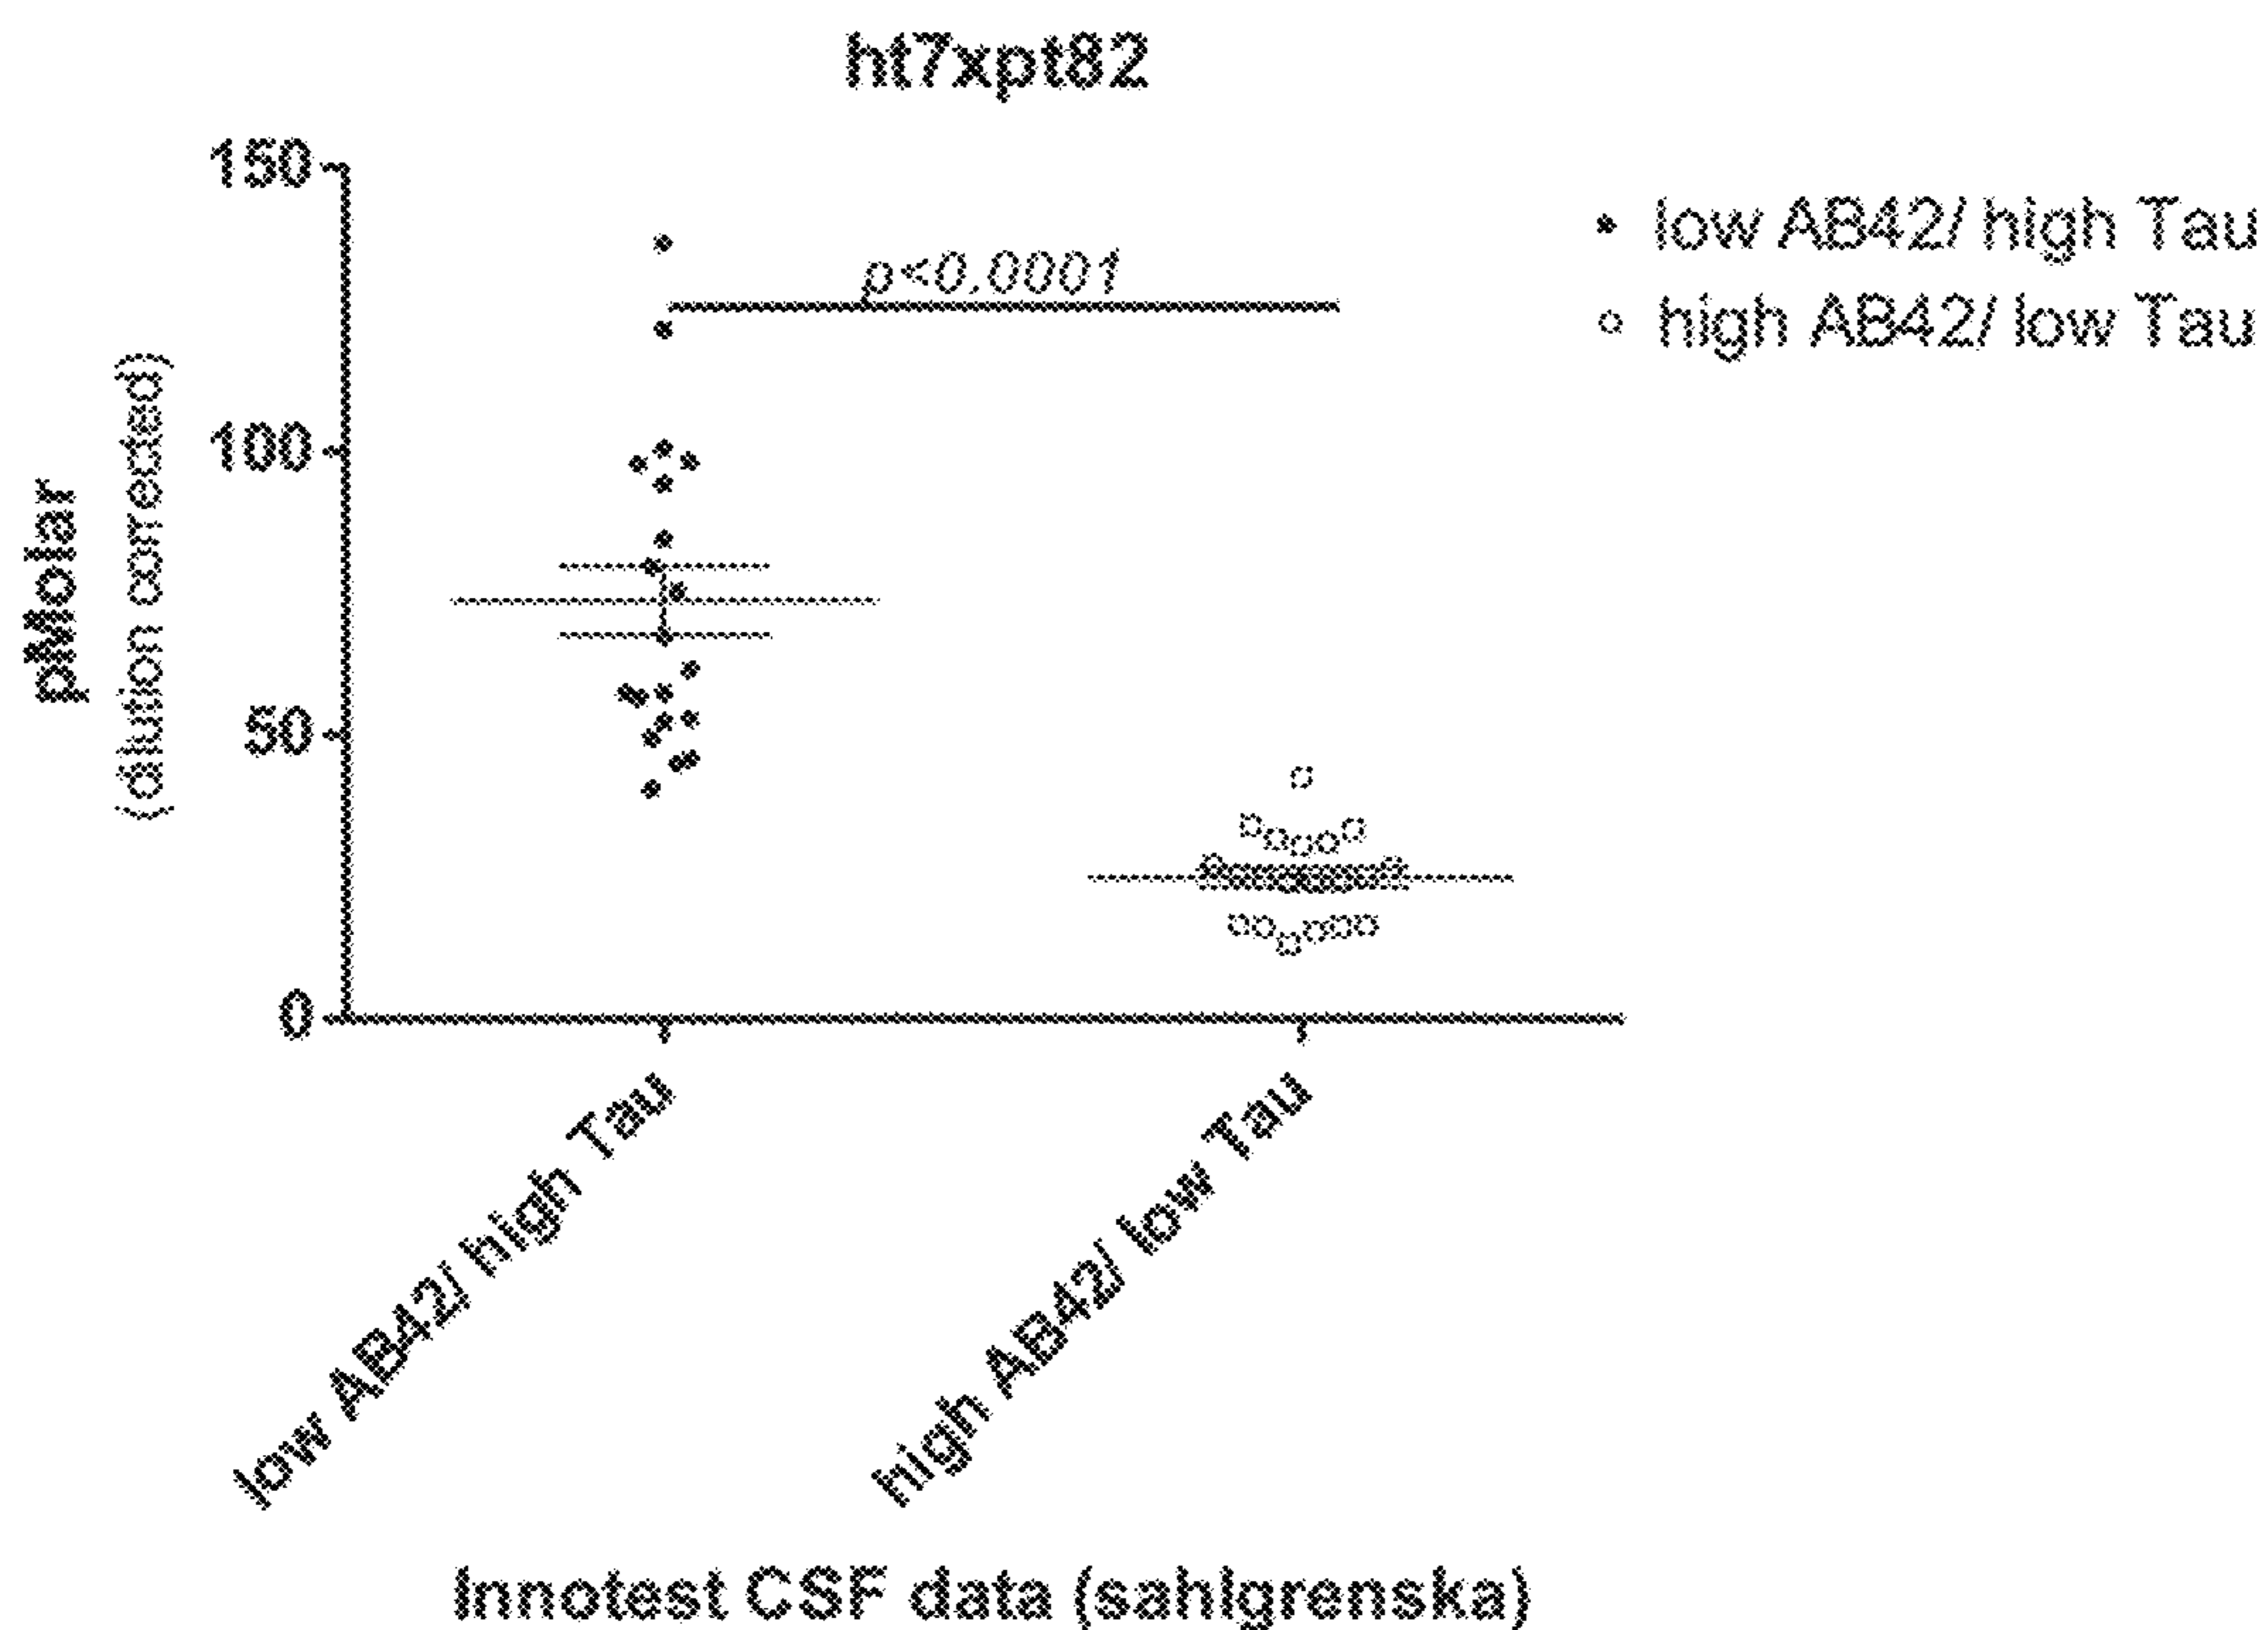 ht7xpt82
150
100
50
0
pMolar
(dilution corrected)
p<0.0001
low AB42/ high Tau
high AB42/ low Tau
low AB42/ high Tau
high AB42/ low Tau
Innotest CSF data (sahlgrenska)